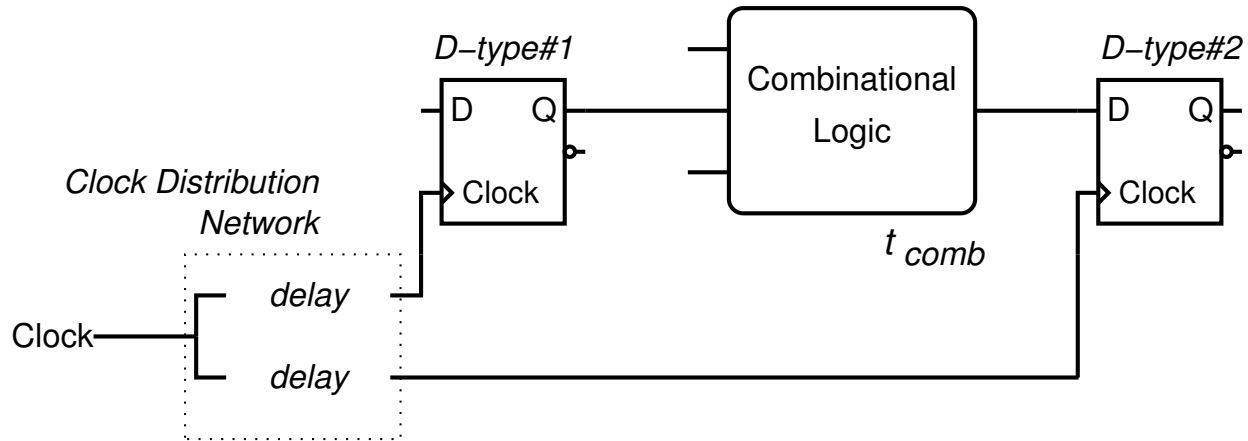 D−type#1
D−type#2
Combinational
Logic
D Q
Clock
D Q
Clock
Clock Distribution
Network
t comb
delay
Clock
delay